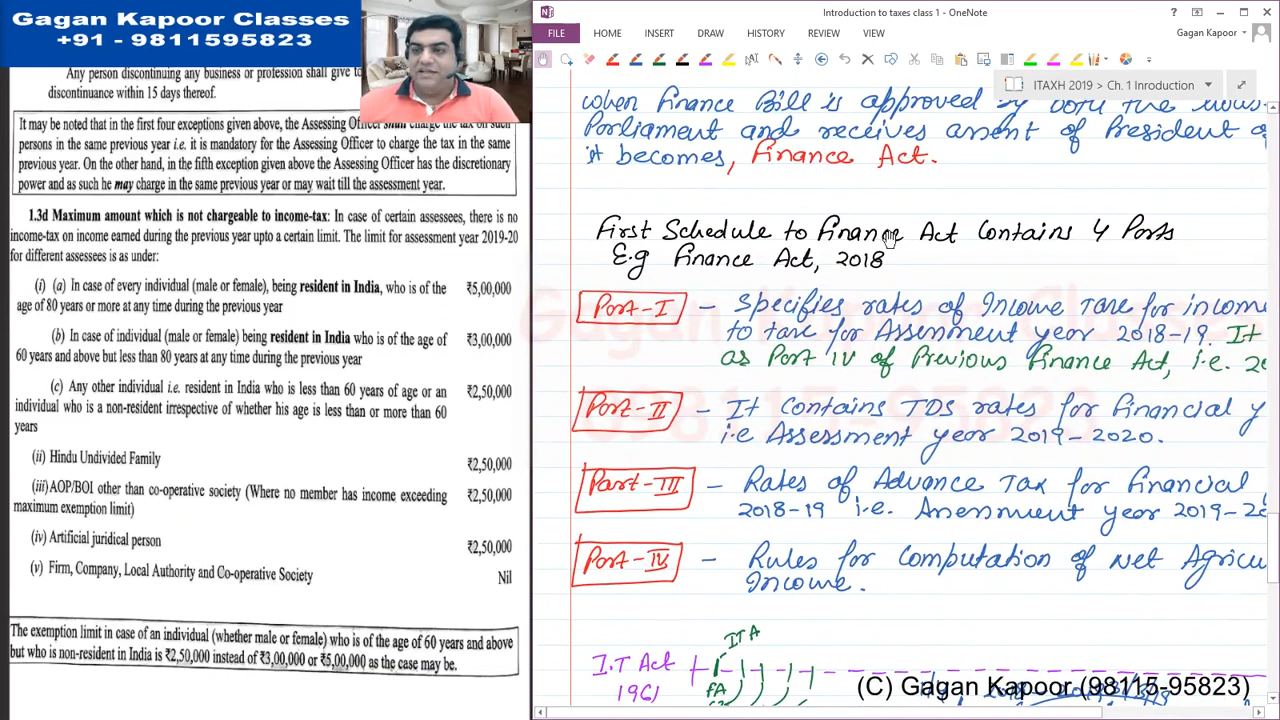 Gagan Kapoor Classes
+91 - 9811595823
Any person discontinuing any business or profession shall give
discontinuance within 15 days thereof.
It may be noted that in the first four exceptions given above, the Assessing Officer shall charge the tax on such
persons in the same previous year i.e. it is mandatory for the Assessing Officer to charge the tax in the same
previous year. On the other hand, in the fifth exception given above the Assessing Officer has the discretionary
power and as such he may charge in the same previous year or may wait till the assessment year.
1.3d Maximum amount which is not chargeable to income-tax: In case of certain assessees, there is no
income-tax on income earned during the previous year upto a certain limit. The limit for assessment year 2019-20
for different assessees is as under:
(i) (a) In case of every individual (male or female), being resident in India, who is of the ₹5,00,000
age of 80 years or more at any time during the previous year
(b) In case of individual (male or female) being resident in India who is of the age of ₹3,00,000
60 years and above but less than 80 years at any time during the previous year
(c) Any other individual i.e. resident in India who is less than 60 years of age or an ₹2,50,000
individual who is a non-resident irrespective of whether his age is less than or more than 60
years
(ii) Hindu Undivided Family ₹2,50,000
(iii) AOP/BOI other than co-operative society (Where no member has income exceeding ₹2,50,000
maximum exemption limit)
(iv) Artificial juridical person ₹2,50,000
(v) Firm, Company, Local Authority and Co-operative Society Nil
The exemption limit in case of an individual (whether male or female) who is of the age of 60 years and above
but who is non-resident in India is ₹2,50,000 instead of ₹3,00,000 or ₹5,00,000 as the case may be.
Introduction to taxes class 1 - OneNote
FILE HOME INSERT DRAW HISTORY REVIEW VIEW Gagan Kapoor
ITAXH 2019 > Ch. 1 Introduction
when Finance Bill is approved by both the
Parliament and receives assent of President
it becomes, Finance Act.
First Schedule to Finance Act Contains 4 Parts
E.g Finance Act, 2018
Part-I - Specifies rates of Income Tax for income
to tax for Assessment year 2018-19. It
as Part IV of Previous Finance Act, i.e. 20
Part-II - It contains TDS rates for Financial y
i.e Assessment year 2019-2020.
Part-III - Rates of Advance Tax for Financial
2018-19 i.e. Assessment year 2019-20
Part-IV - Rules for computation of Net Agricu
Income.
ITA
I.T Act
1961
FA
(C) Gagan Kapoor (98115-95823)